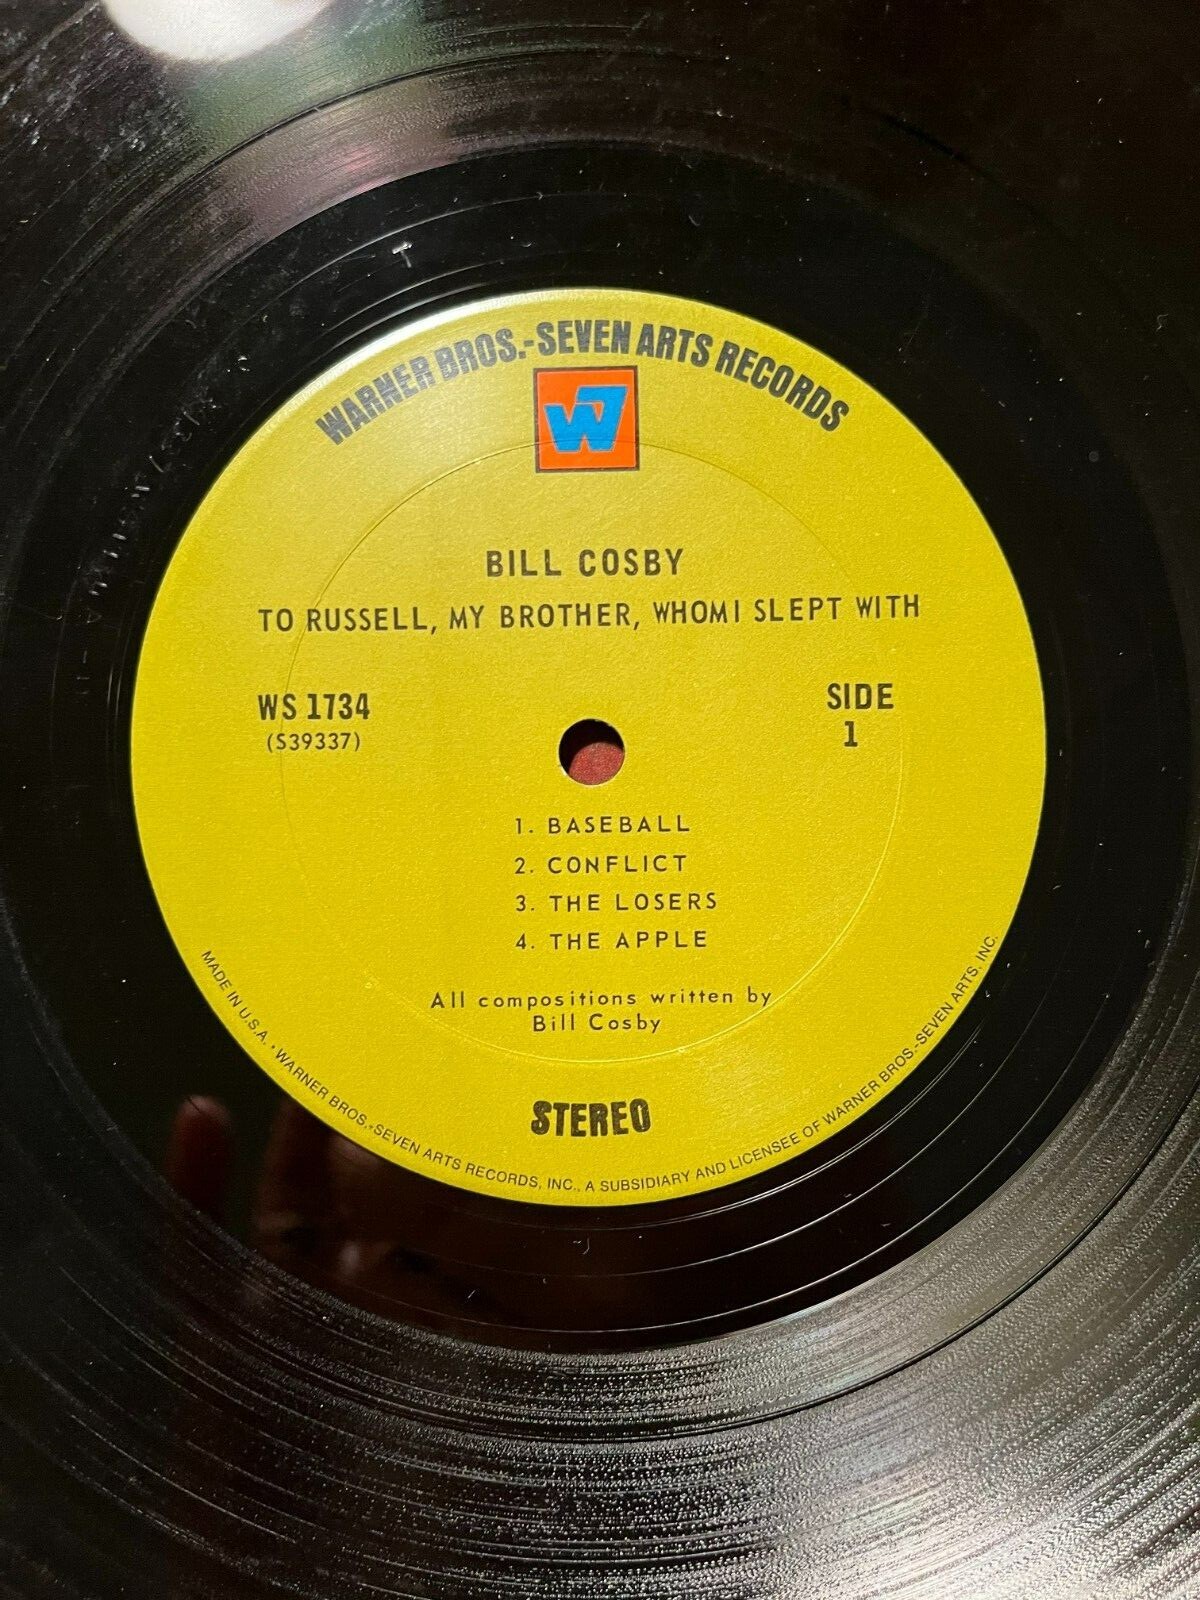 WARNER BROS.-SEVEN ARTS RECORDS
W7
BILL COSBY
TO RUSSELL, MY BROTHER, WHOM I SLEPT WITH
WS 1734
(S39337)
SIDE
1
1. BASEBALL
2. CONFLICT
3. THE LOSERS
4. THE APPLE
All compositions written by
Bill Cosby
STEREO
MADE IN U.S.A. • WARNER BROS.-SEVEN ARTS RECORDS, INC., A SUBSIDIARY AND LICENSEE OF WARNER BROS.-SEVEN ARTS, INC.
T